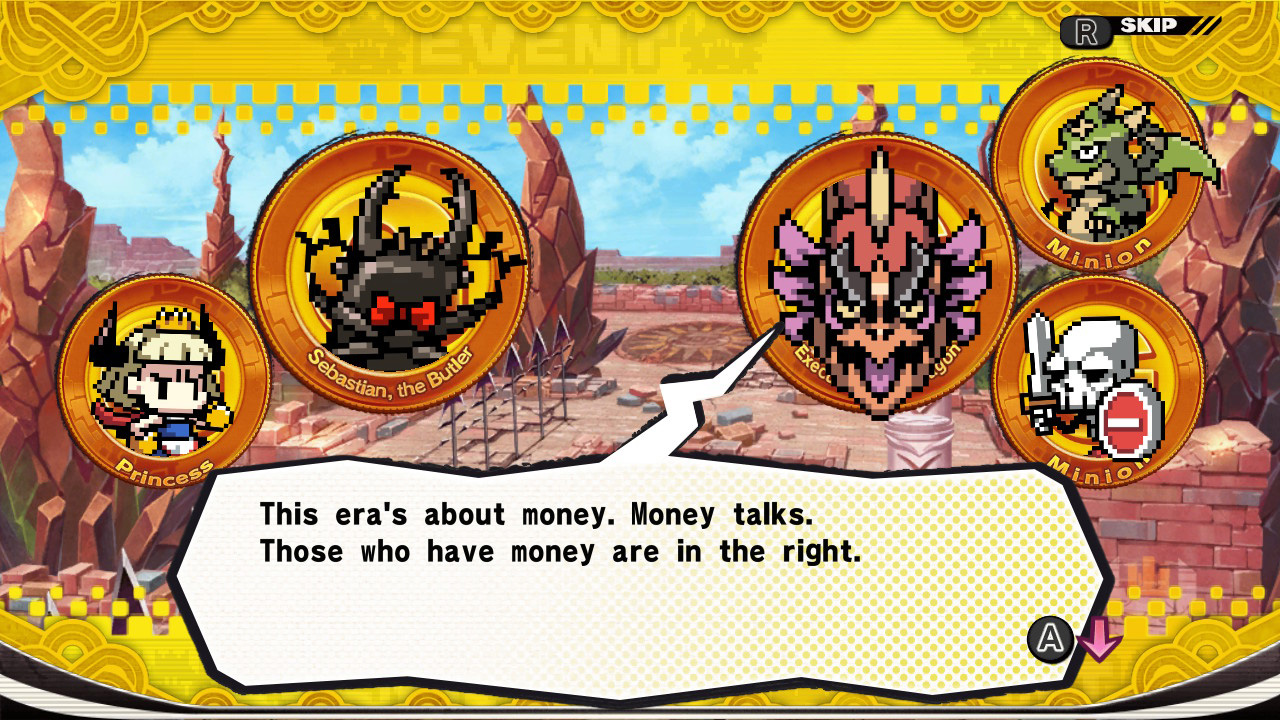 EVENT
R SKIP
Minion
Sebastian, the Butler
Princess
Minion
This era's about money. Money talks.
Those who have money are in the right.
A